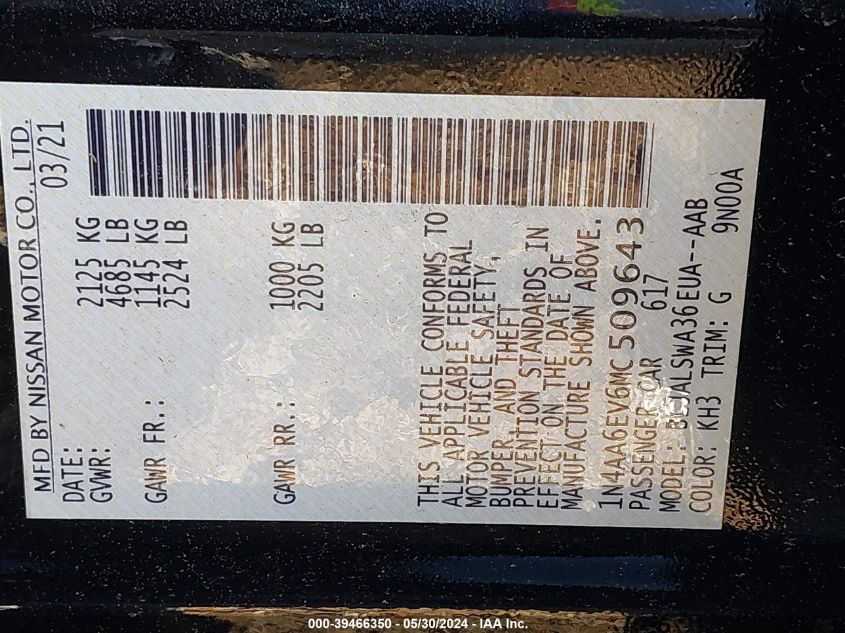 MFD BY NISSAN MOTOR CO., LTD.
DATE: 03/21
GVWR: 2125 KG
4685 LB
GAWR FR.: 1145 KG
2524 LB
GAWR RR.: 1000 KG
2205 LB
THIS VEHICLE CONFORMS TO
ALL APPLICABLE FEDERAL
MOTOR VEHICLE SAFETY,
BUMPER, AND THEFT
PREVENTION STANDARDS IN
EFFECT ON THE DATE OF
MANUFACTURE SHOWN ABOVE.
1N4AA6EV6MC509643
PASSENGER CAR 617
MODEL: EUA--AAB
COLOR: KH3 TRIM: G 9N00A
000-39466350 - 05/30/2024 - IAA Inc.